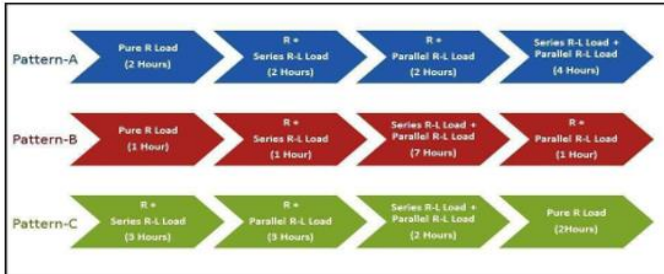 Pattern-A
Pure R Load
(2 Hours)
R +
Series R-L Load
(2 Hours)
R +
Parallel R-L Load
(2 Hours)
Series R-L Load +
Parallel R-L Load
(4 Hours)
Pattern-B
Pure R Load
(1 Hour)
R +
Series R-L Load
(1 Hour)
Series R-L Load +
Parallel R-L Load
(7 Hours)
R +
Parallel R-L Load
(1 Hour)
Pattern-C
R +
Series R-L Load
(3 Hours)
R +
Parallel R-L Load
(3 Hours)
Series R-L Load +
Parallel R-L Load
(2 Hours)
Pure R Load
(2Hours)